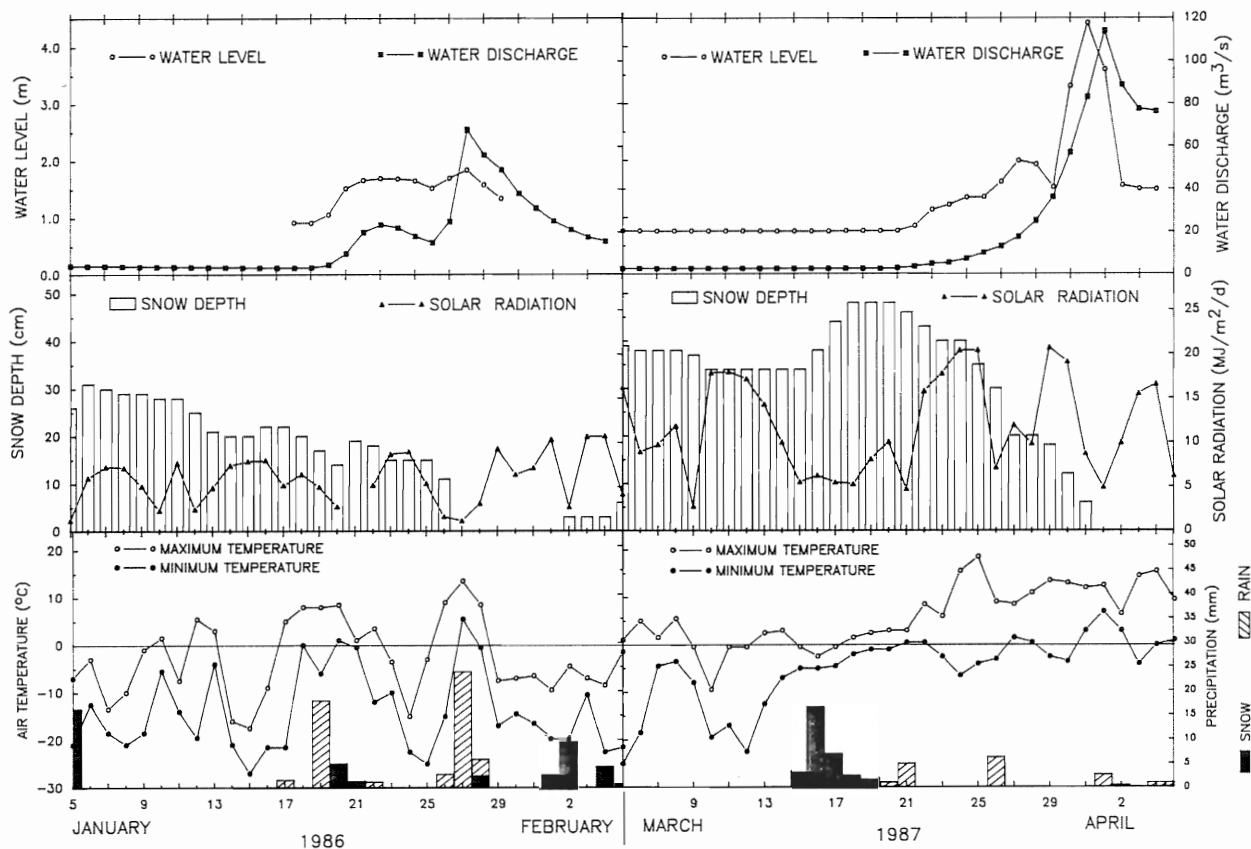 WATER LEVEL (m)
4.0
3.0
2.0
1.0
0.0
WATER LEVEL
WATER DISCHARGE
WATER LEVEL
WATER DISCHARGE
120
100
80
60
40
20
0
WATER DISCHARGE (m³/s)
SNOW DEPTH (cm)
50
40
30
20
10
0
SNOW DEPTH
SOLAR RADIATION
SNOW DEPTH
SOLAR RADIATION
25
20
15
10
5
0
SOLAR RADIATION (MJ/m²/d)
AIR TEMPERATURE (°C)
20
10
0
-10
-20
-30
MAXIMUM TEMPERATURE
MINIMUM TEMPERATURE
MAXIMUM TEMPERATURE
MINIMUM TEMPERATURE
50
45
40
35
30
25
20
15
10
5
0
PRECIPITATION (mm)
RAIN
SNOW
5 9 13 17 21 25 29 2
9 13 17 21 25 29 2
JANUARY 1986 FEBRUARY
MARCH 1987 APRIL